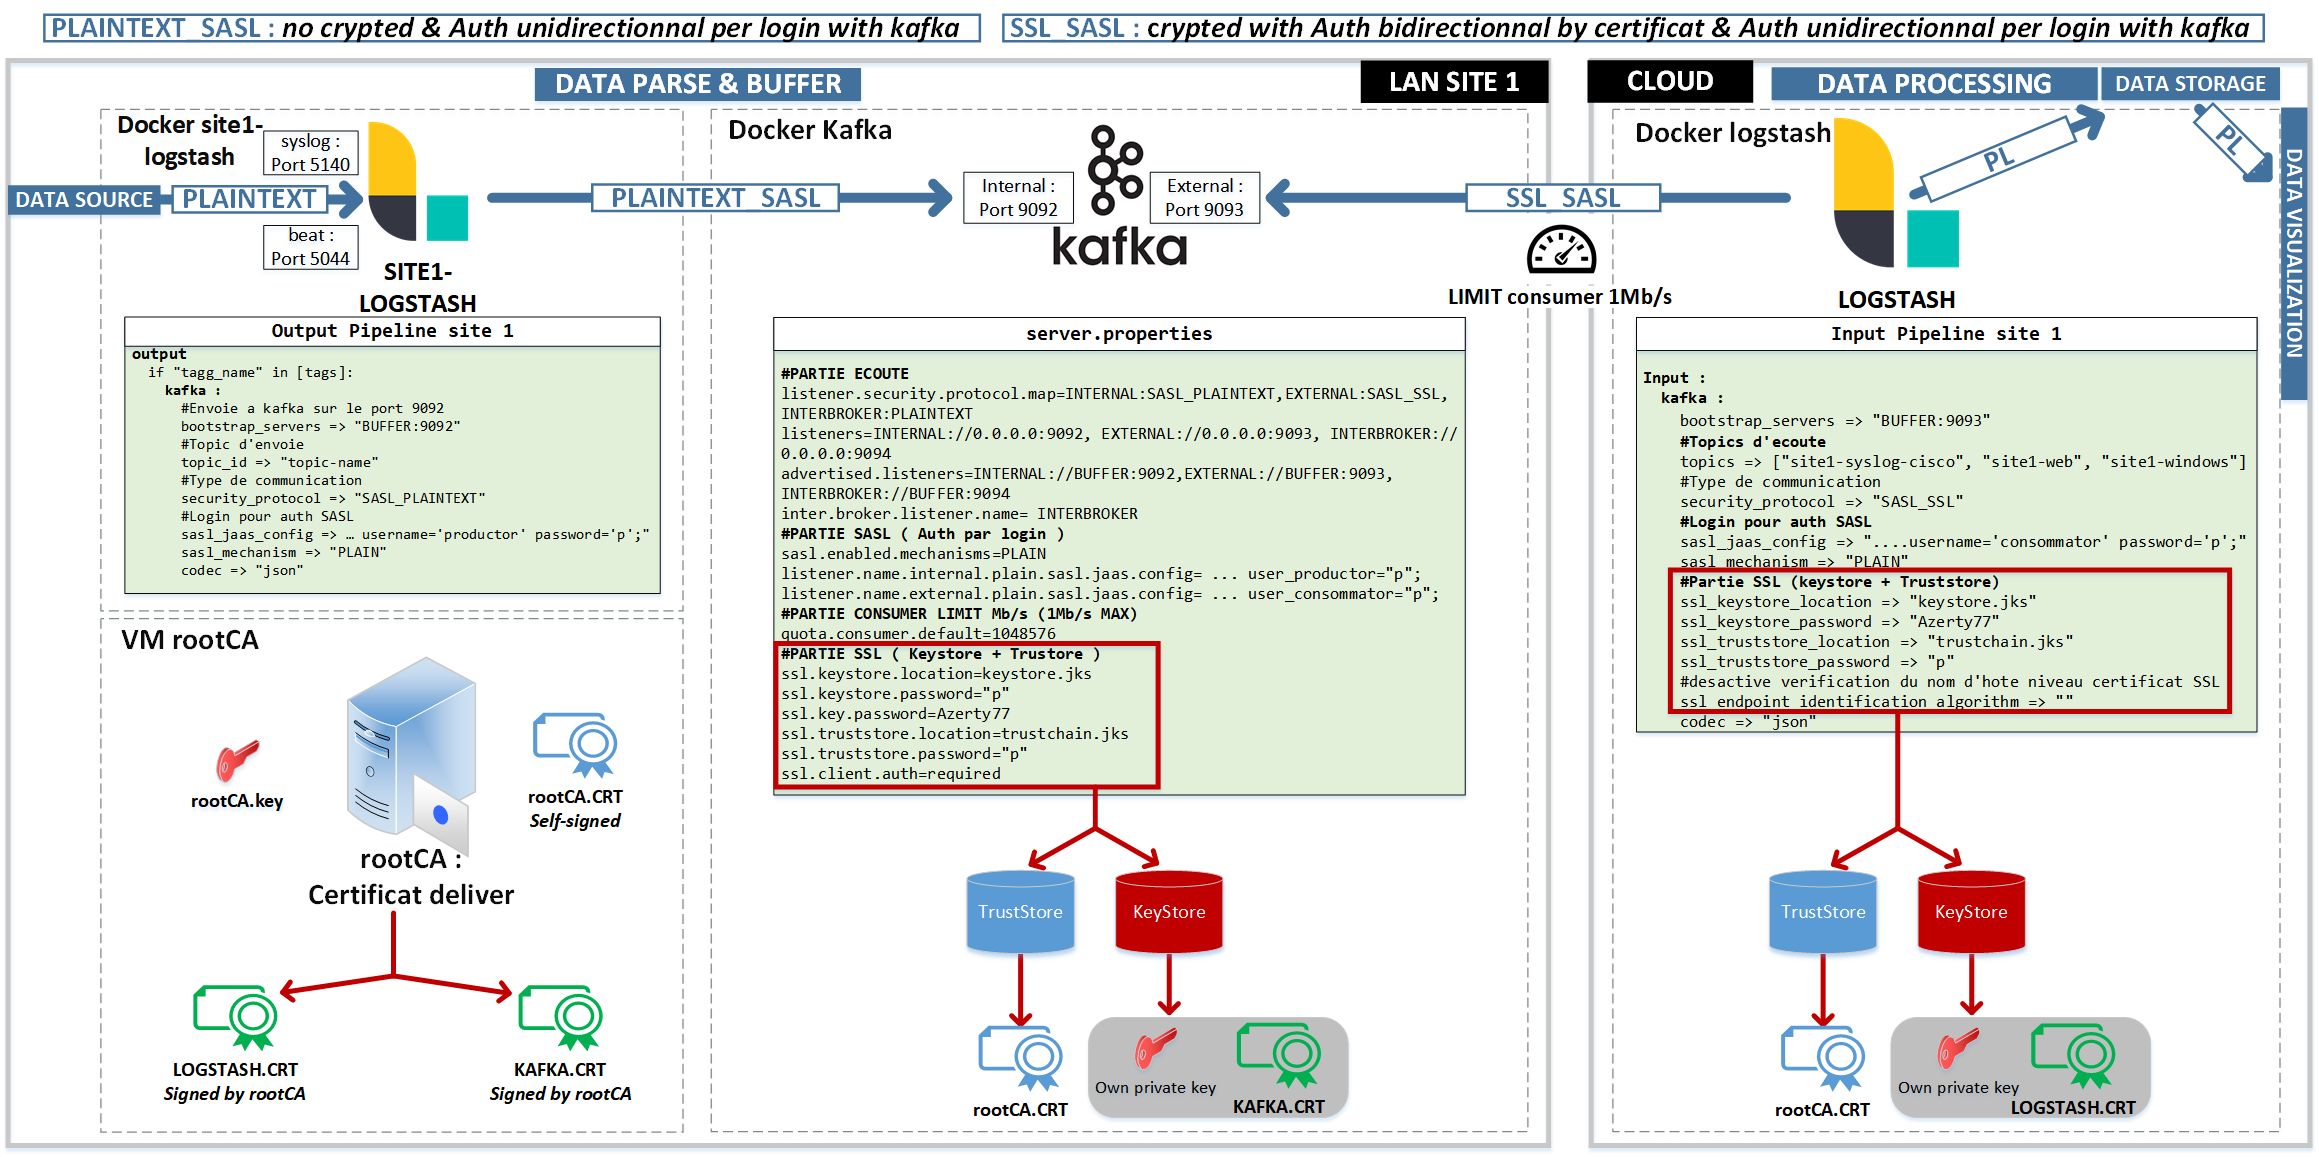 PLAINTEXT_SASL : no crypted & Auth unidirectionnal per login with kafka
SSL_SASL : crypted with Auth bidirectionnal by certificat & Auth unidirectionnal per login with kafka
DATA PARSE & BUFFER
LAN SITE 1
CLOUD
DATA PROCESSING
DATA STORAGE
DATA VISUALIZATION
Docker site1-
logstash
syslog :
Port 5140
DATA SOURCE
PLAINTEXT
beat :
Port 5044
SITE1-
LOGSTASH
PLAINTEXT_SASL
Docker Kafka
Internal :
Port 9092
External :
Port 9093
kafka
SSL_SASL
LIMIT consumer 1Mb/s
Docker logstash
LOGSTASH
PL
PL
Output Pipeline site 1
output
if "tagg_name" in [tags]:
kafka :
#Envoie a kafka sur le port 9092
bootstrap_servers => "BUFFER:9092"
#Topic d'envoie
topic_id => "topic-name"
#Type de communication
security_protocol => "SASL_PLAINTEXT"
#Login pour auth SASL
sasl_jaas_config => … username='productor' password='p';"
sasl_mechanism => "PLAIN"
codec => "json"
server.properties
#PARTIE ECOUTE
listener.security.protocol.map=INTERNAL:SASL_PLAINTEXT,EXTERNAL:SASL_SSL,
INTERBROKER:PLAINTEXT
listeners=INTERNAL://0.0.0.0:9092, EXTERNAL://0.0.0.0:9093, INTERBROKER://
0.0.0.0:9094
advertised.listeners=INTERNAL://BUFFER:9092,EXTERNAL://BUFFER:9093,
INTERBROKER://BUFFER:9094
inter.broker.listener.name= INTERBROKER
#PARTIE SASL ( Auth par login )
sasl.enabled.mechanisms=PLAIN
listener.name.internal.plain.sasl.jaas.config= ... user_productor="p";
listener.name.external.plain.sasl.jaas.config= ... user_consommator="p";
#PARTIE CONSUMER LIMIT Mb/s (1Mb/s MAX)
quota.consumer.default=1048576
#PARTIE SSL ( Keystore + Trustore )
ssl.keystore.location=keystore.jks
ssl.keystore.password="p"
ssl.key.password=Azerty77
ssl.truststore.location=trustchain.jks
ssl.truststore.password="p"
ssl.client.auth=required
Input Pipeline site 1
Input :
kafka :
bootstrap_servers => "BUFFER:9093"
#Topics d'ecoute
topics => ["site1-syslog-cisco", "site1-web", "site1-windows"]
#Type de communication
security_protocol => "SASL_SSL"
#Login pour auth SASL
sasl_jaas_config => "....username='consommator' password='p';"
sasl_mechanism => "PLAIN"
#Partie SSL (keystore + Truststore)
ssl_keystore_location => "keystore.jks"
ssl_keystore_password => "Azerty77"
ssl_truststore_location => "trustchain.jks"
ssl_truststore_password => "p"
#desactive verification du nom d'hote niveau certificat SSL
ssl_endpoint_identification_algorithm => ""
codec => "json"
VM rootCA
rootCA.key
rootCA.CRT
Self-signed
rootCA :
Certificat deliver
LOGSTASH.CRT
Signed by rootCA
KAFKA.CRT
Signed by rootCA
TrustStore
KeyStore
rootCA.CRT
Own private key
KAFKA.CRT
TrustStore
KeyStore
rootCA.CRT
Own private key
LOGSTASH.CRT